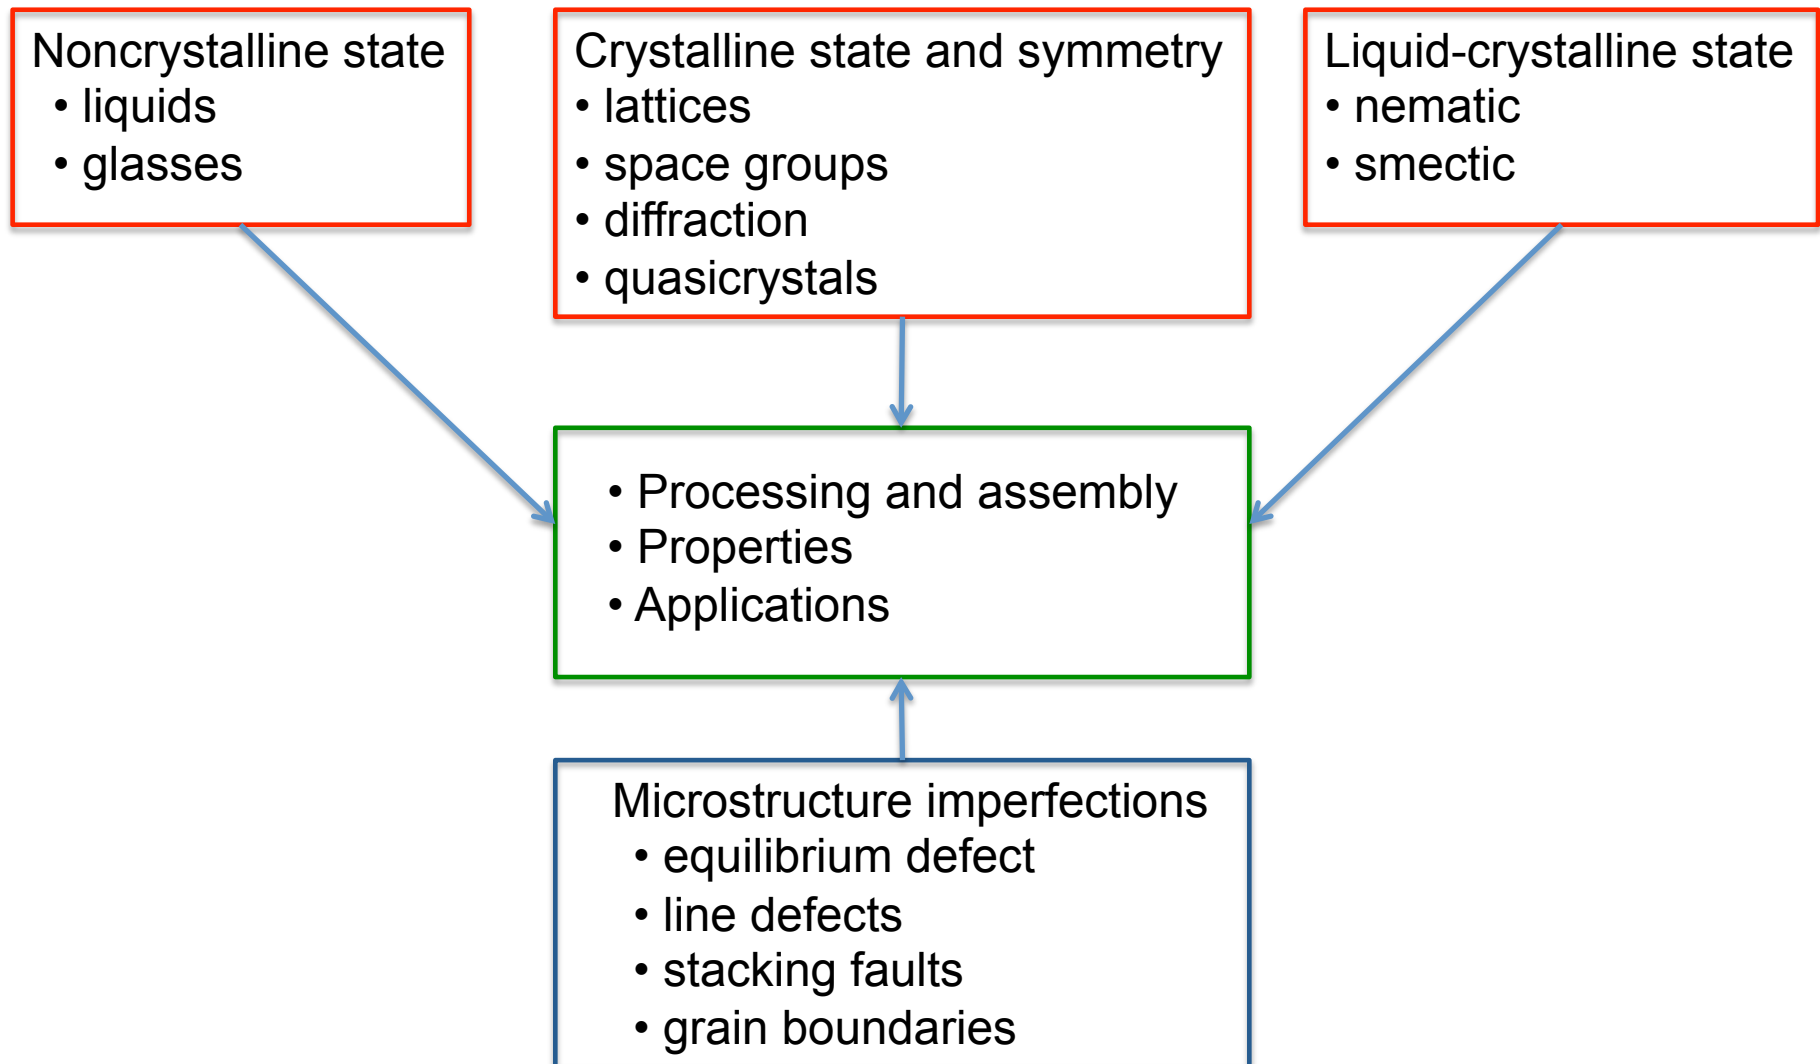 Noncrystalline state
• liquids
• glasses
Crystalline state and symmetry
• lattices
• space groups
• diffraction
• quasicrystals
Liquid-crystalline state
• nematic
• smectic
• Processing and assembly
• Properties
• Applications
Microstructure imperfections
• equilibrium defect
• line defects
• stacking faults
• grain boundaries